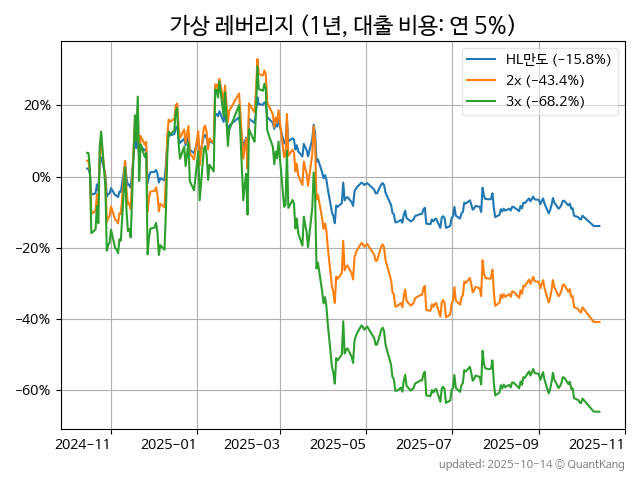 가상 레버리지 (1년, 대출 비용: 연 5%)
HL만도 (−15.8%)
2x (−43.4%)
3x (−68.2%)
20%
0%
−20%
−40%
−60%
2024-11 2025-01 2025-03 2025-05 2025-07 2025-09 2025-11
updated: 2025-10-14 © QuantKang